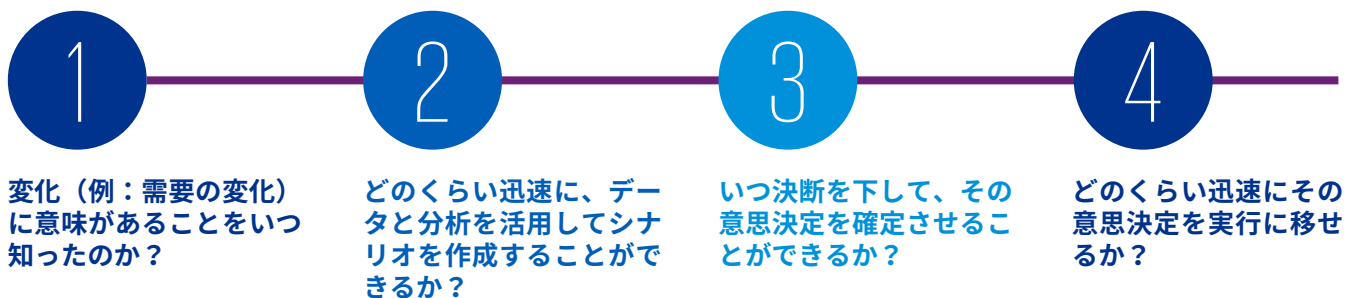 1
変化（例：需要の変化）
に意味があることをいつ
知ったのか？
2
どのくらい迅速に、デー
タと分析を活用してシナ
リオを作成することがで
きるか？
3
いつ決断を下して、その
意思決定を確定させるこ
とができるか？
4
どのくらい迅速にその
意思決定を実行に移せ
るか？